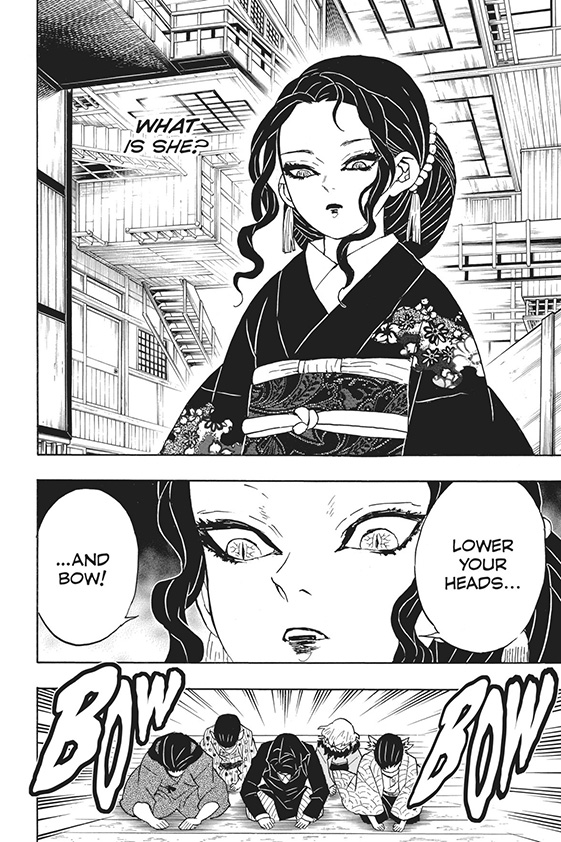 WHAT
IS SHE?
LOWER
YOUR
HEADS...
...AND
BOW!
BOW
BOW